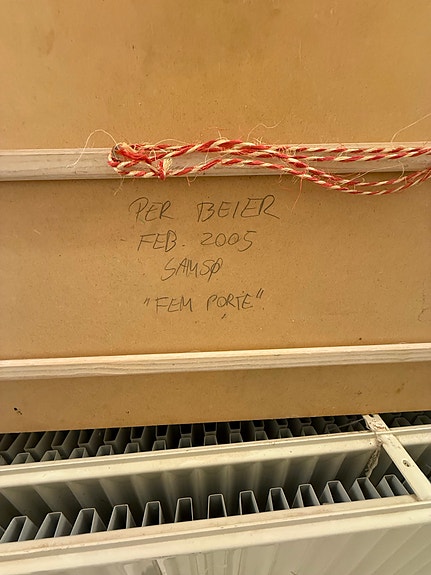 PER BEIER
FEB. 2005
SAMSØ
"FEM PORTE"